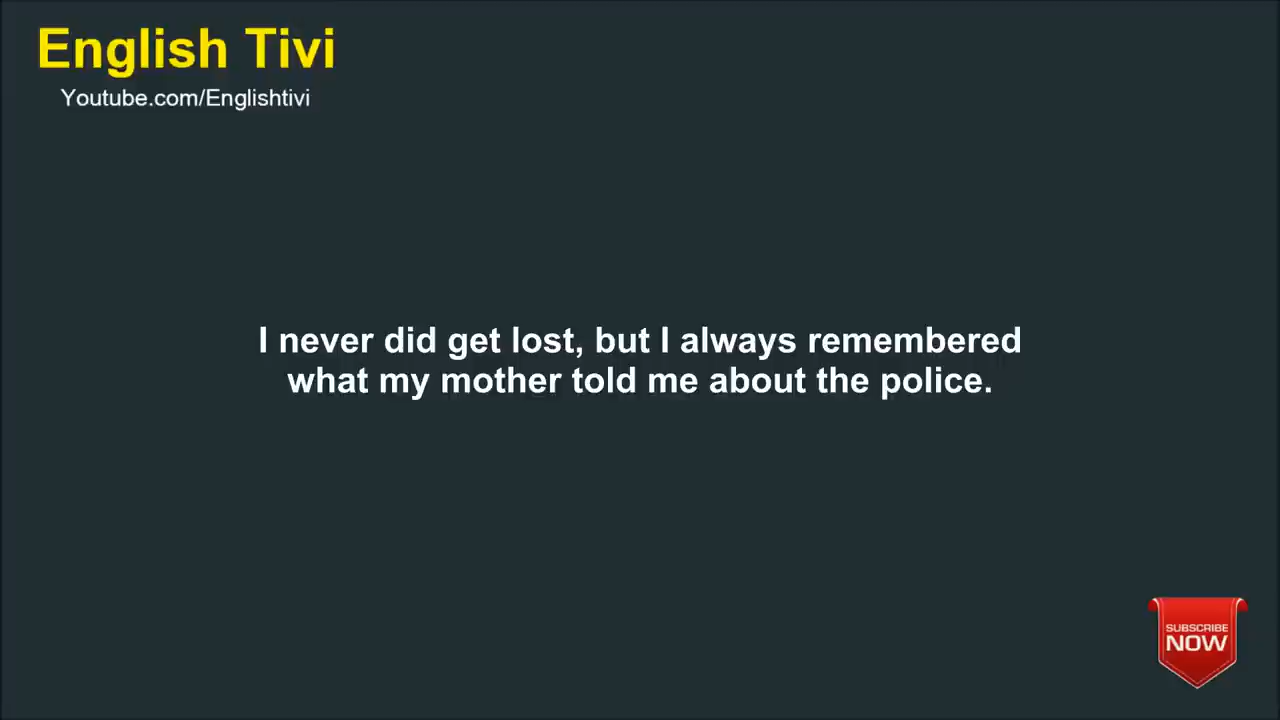 English Tivi
Youtube.com/Englishtivi
I never did get lost, but I always remembered
what my mother told me about the police.
SUBSCRIBE
NOW